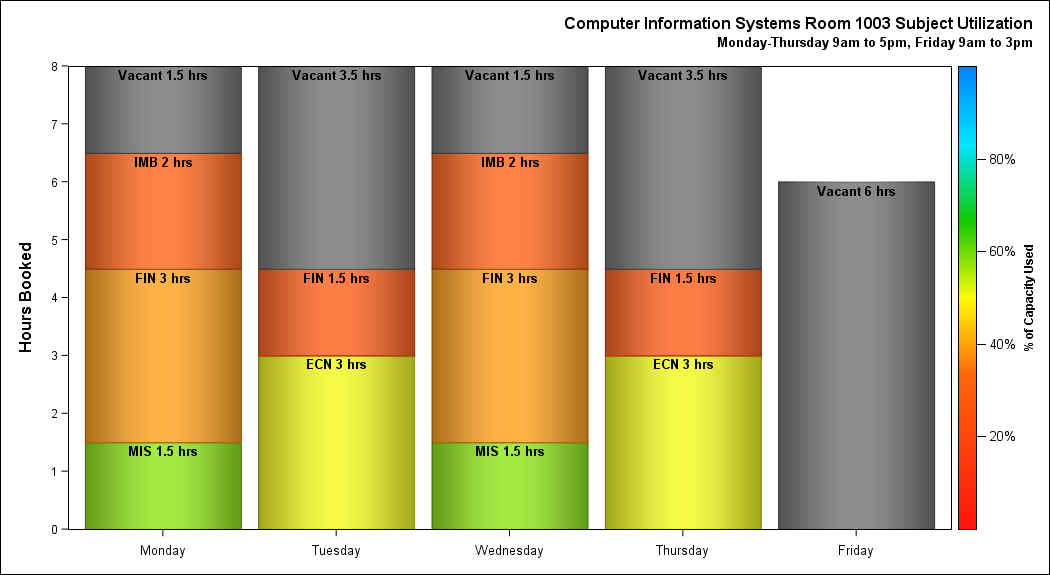 Computer Information Systems Room 1003 Subject Utilization
Monday-Thursday 9am to 5pm, Friday 9am to 3pm
Hours Booked
8
7
6
5
4
3
2
1
0
Vacant 1.5 hrs
IMB 2 hrs
FIN 3 hrs
MIS 1.5 hrs
Vacant 3.5 hrs
FIN 1.5 hrs
ECN 3 hrs
Vacant 1.5 hrs
IMB 2 hrs
FIN 3 hrs
MIS 1.5 hrs
Vacant 3.5 hrs
FIN 1.5 hrs
ECN 3 hrs
Vacant 6 hrs
Monday
Tuesday
Wednesday
Thursday
Friday
80%
60%
40%
20%
% of Capacity Used